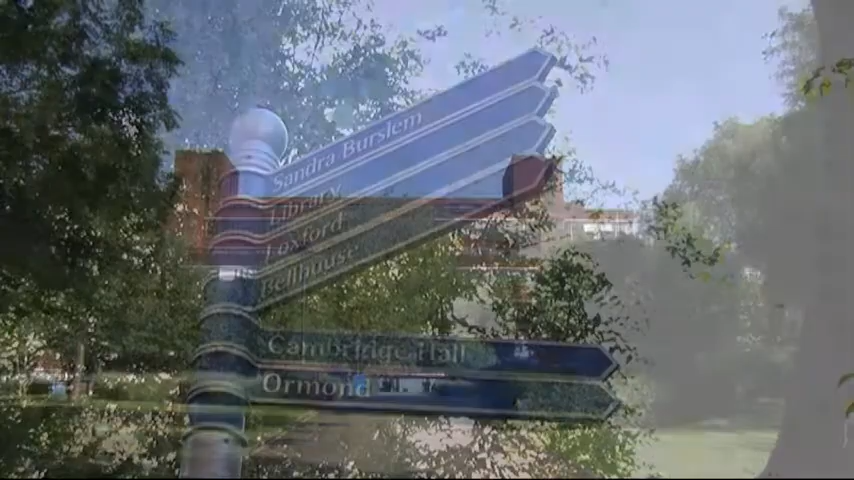 Sandra Burslem
Library
Loxford
Bellhouse
Cambridge Hall
Ormond